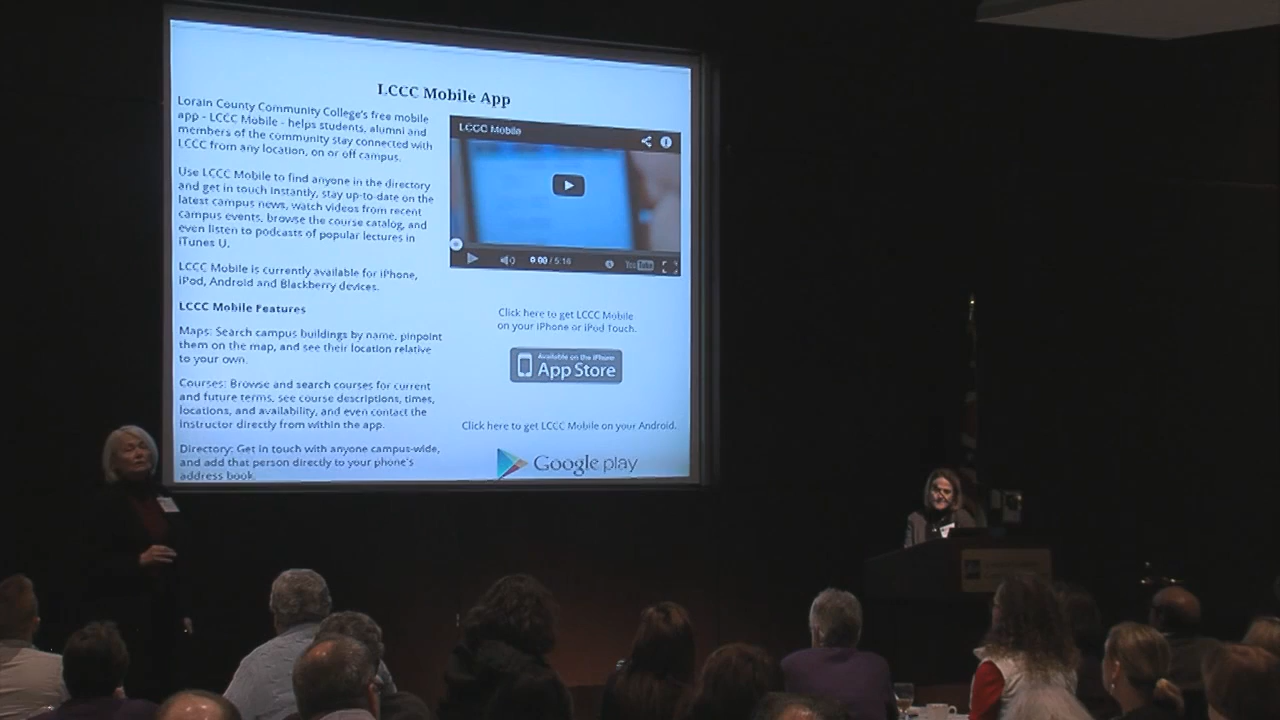 LCCC Mobile App
Lorain County Community College's free mobile
app - LCCC Mobile - helps students, alumni and
members of the community stay connected with
LCCC from any location, on or off campus.
Use LCCC Mobile to find anyone in the directory
and get in touch instantly, stay up-to-date on the
latest campus news, watch videos from recent
campus events, browse the course catalog, and
even listen to podcasts of popular lectures in
iTunes U.
LCCC Mobile is currently available for iPhone,
iPod, Android and Blackberry devices.
LCCC Mobile Features
Maps: Search campus buildings by name, pinpoint
them on the map, and see their location relative
to your own.
Courses: Browse and search courses for current
and future terms, see course descriptions, times,
locations, and availability, and even contact the
instructor directly from within the app.
Directory: Get in touch with anyone campus-wide,
and add that person directly to your phone's
address book.
LCCC Mobile
0:00 / 5:16
YouTube
Click here to get LCCC Mobile
on your iPhone or iPod Touch.
Available on the iPhone
App Store
Click here to get LCCC Mobile on your Android.
Google play